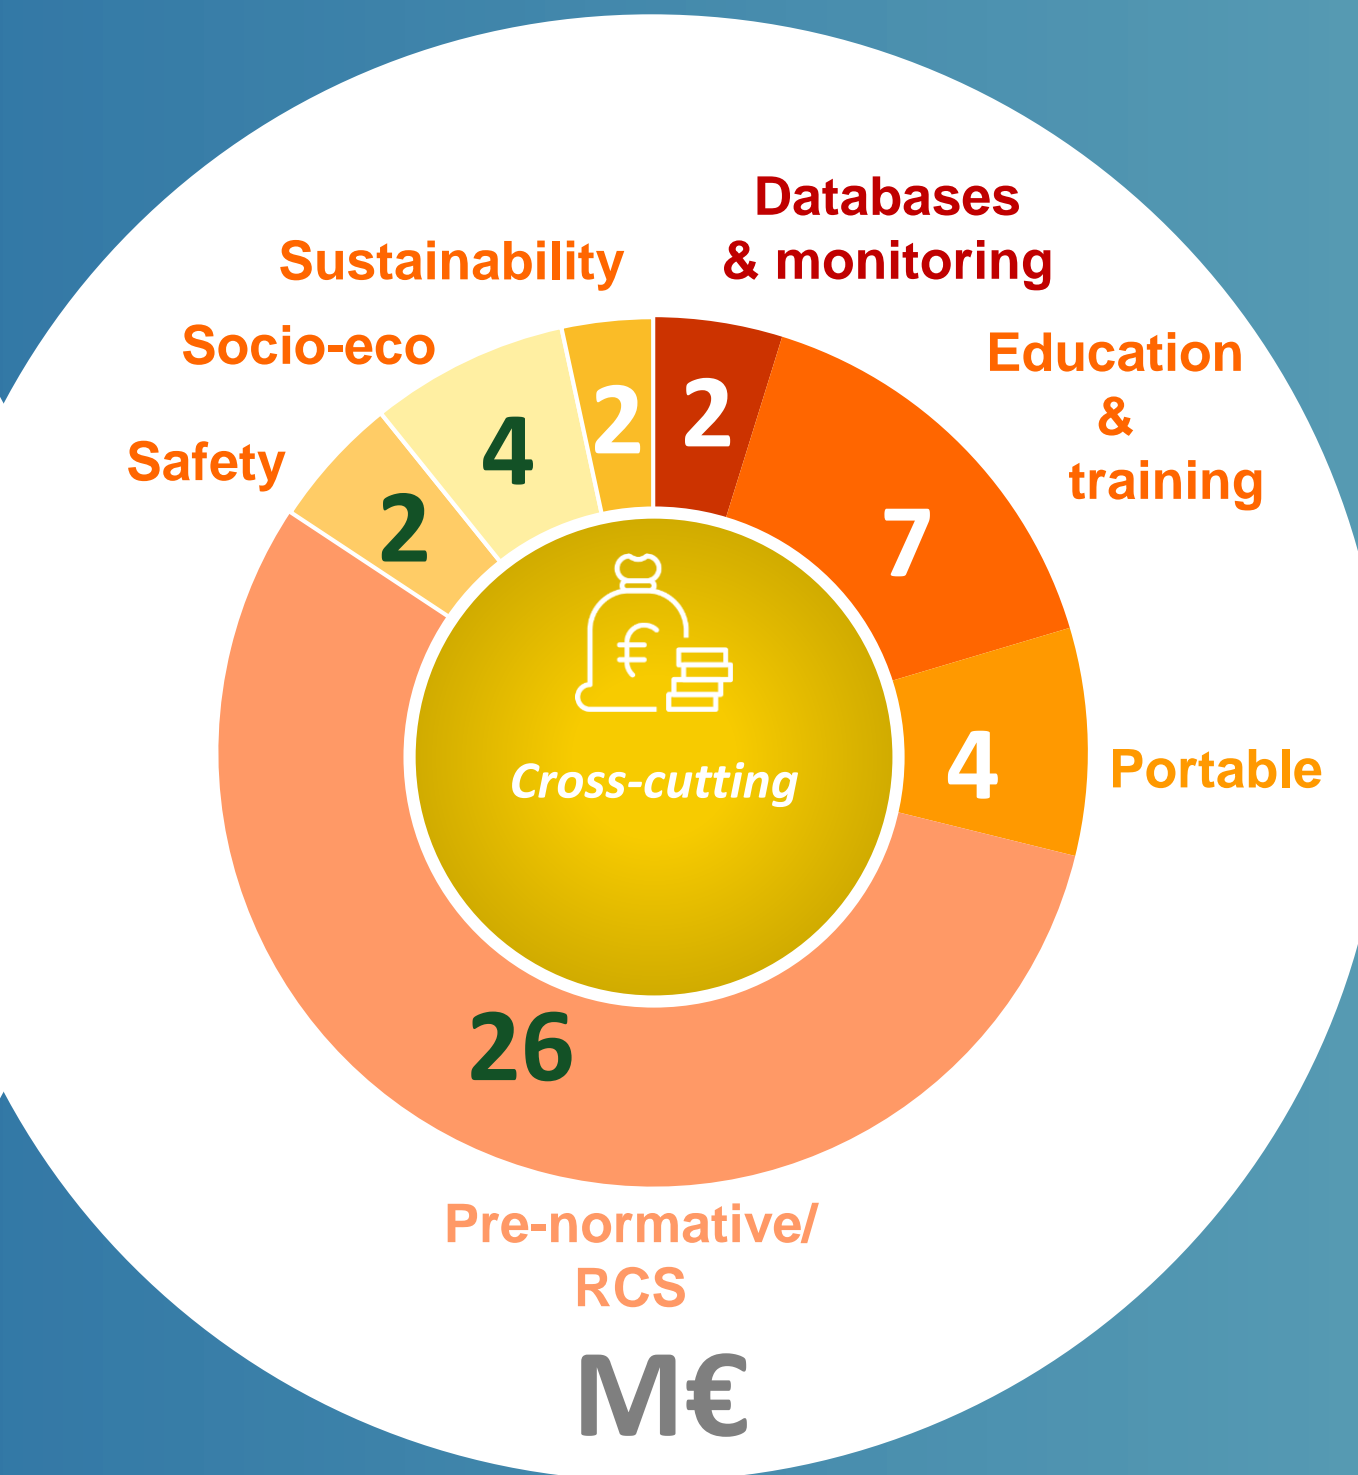 Databases
& monitoring
Sustainability
Socio-eco
Education
&
training
Safety
2
2
4
2
7
€
Cross-cutting
4
Portable
26
Pre-normative/
RCS
M€